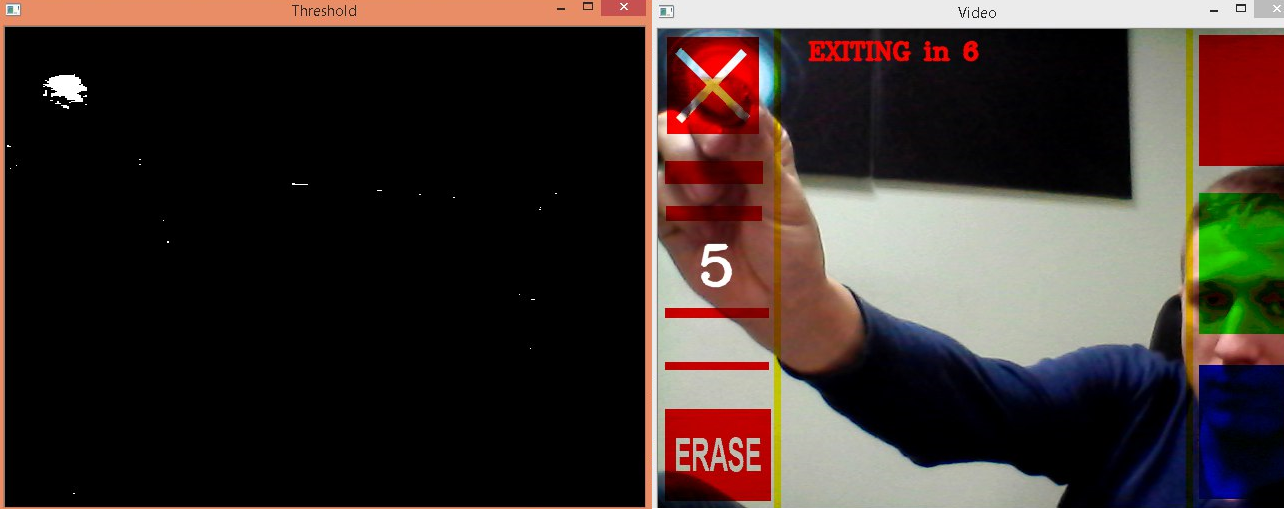 Threshold
Video
EXITING in 6
5
ERASE